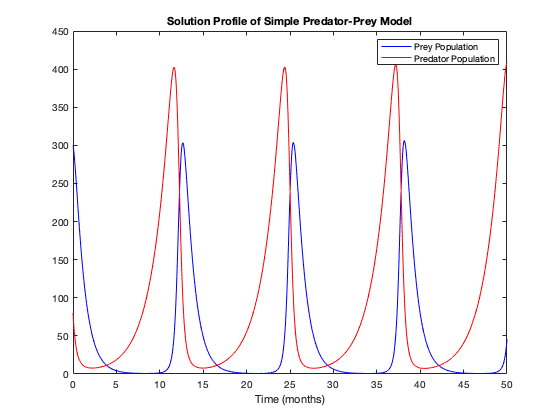 Solution Profile of Simple Predator-Prey Model
450
400
350
300
250
200
150
100
50
0
Prey Population
Predator Population
0 5 10 15 20 25 30 35 40 45 50
Time (months)